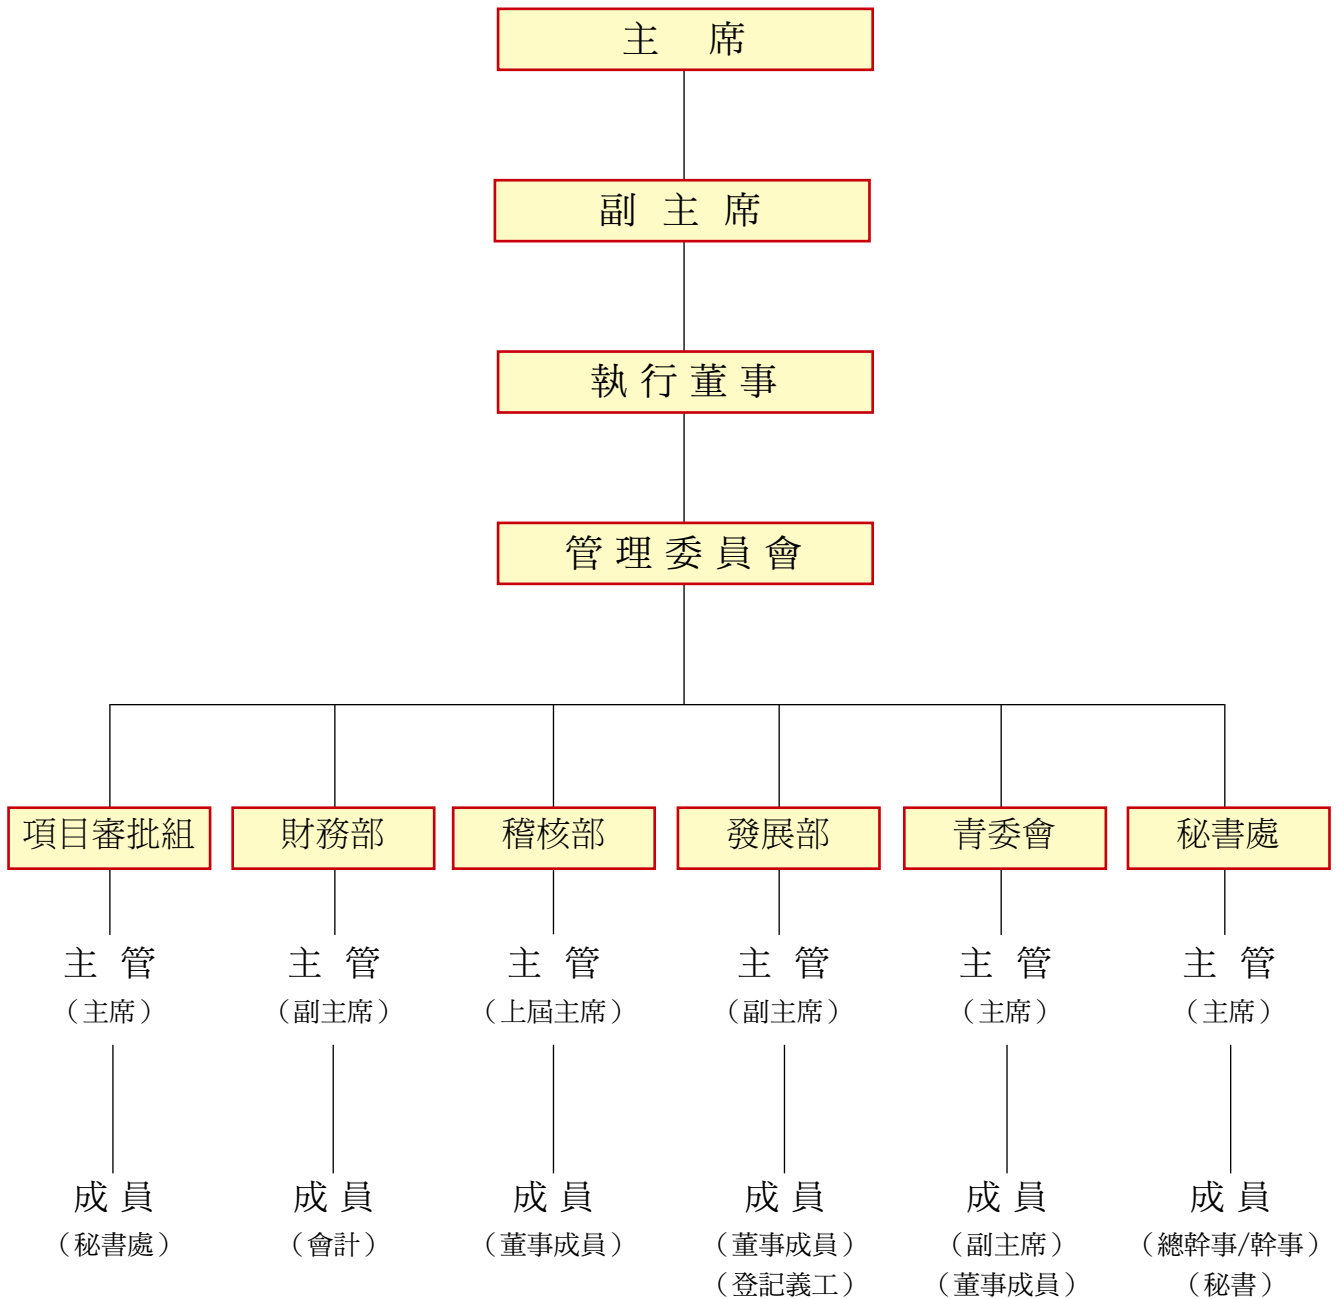 主 席
副 主 席
執行董事
管理委員會
項目審批組 財務部 稽核部 發展部 青委會 秘書處
主 管 主 管 主 管 主 管 主 管 主 管
（主席） （副主席） （上屆主席） （副主席） （主席） （主席）
成 員 成 員 成 員 成 員 成 員 成 員
（秘書處） （會計） （董事成員） （董事成員） （副主席） （總幹事/幹事）
（登記義工） （董事成員） （秘書）